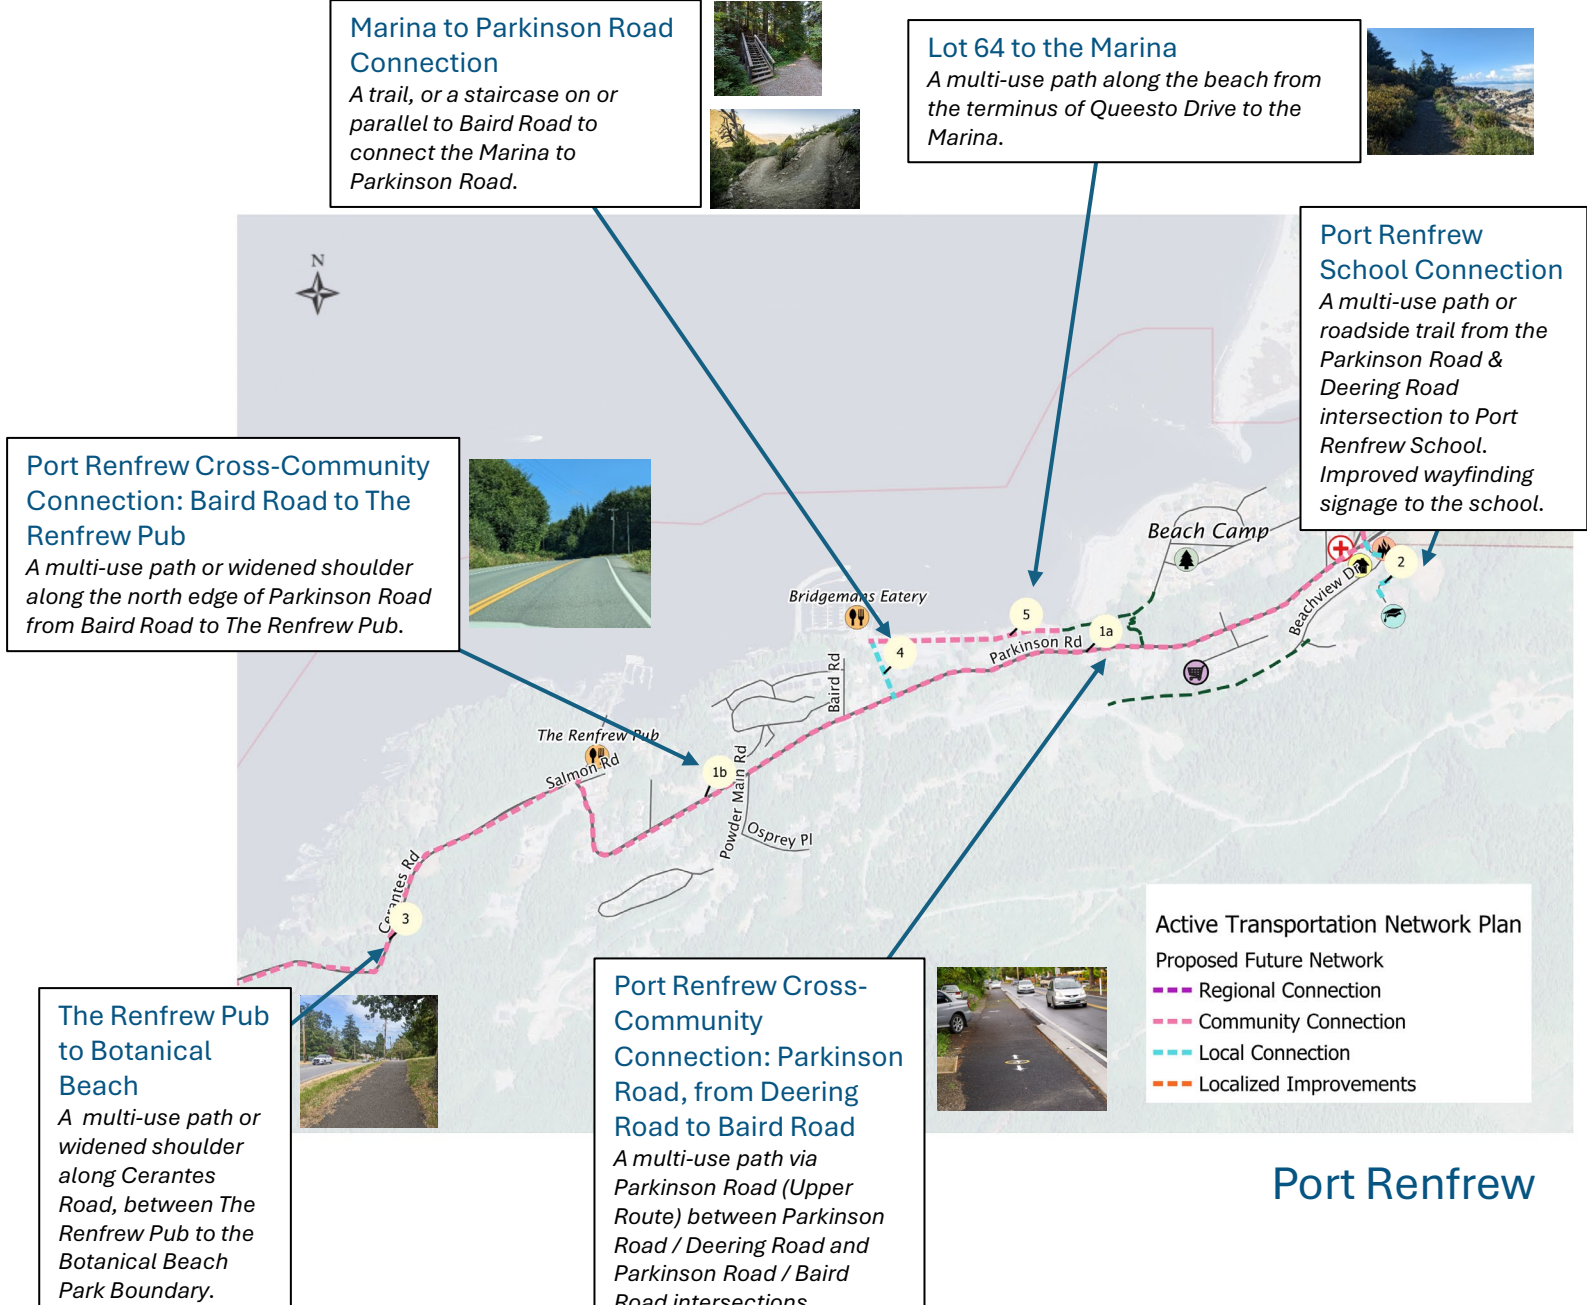 Marina to Parkinson Road
Connection
A trail, or a staircase on or
parallel to Baird Road to
connect the Marina to
Parkinson Road.
Lot 64 to the Marina
A multi-use path along the beach from
the terminus of Queesto Drive to the
Marina.
Port Renfrew
School Connection
A multi-use path or
roadside trail from the
Parkinson Road &
Deering Road
intersection to Port
Renfrew School.
Improved wayfinding
signage to the school.
N
Port Renfrew Cross-Community
Connection: Baird Road to The
Renfrew Pub
A multi-use path or widened shoulder
along the north edge of Parkinson Road
from Baird Road to The Renfrew Pub.
Beach Camp
Bridgemans Eatery
Beachview Dr
2
5
1a
4
Parkinson Rd
Baird Rd
The Renfrew Pub
Salmon Rd
1b
Powder Main Rd
Osprey Pl
Cerantes Rd
3
Active Transportation Network Plan
Proposed Future Network
Regional Connection
Community Connection
Local Connection
Localized Improvements
The Renfrew Pub
to Botanical
Beach
A multi-use path or
widened shoulder
along Cerantes
Road, between The
Renfrew Pub to the
Botanical Beach
Park Boundary.
Port Renfrew Cross-
Community
Connection: Parkinson
Road, from Deering
Road to Baird Road
A multi-use path via
Parkinson Road (Upper
Route) between Parkinson
Road / Deering Road and
Parkinson Road / Baird
Road intersections
Port Renfrew